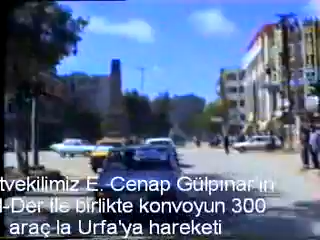 tvekilimiz E. Cenap Gülpınar'ın
l-Der ile birlikte konvoyun 300
araç la Urfa'ya hareketi